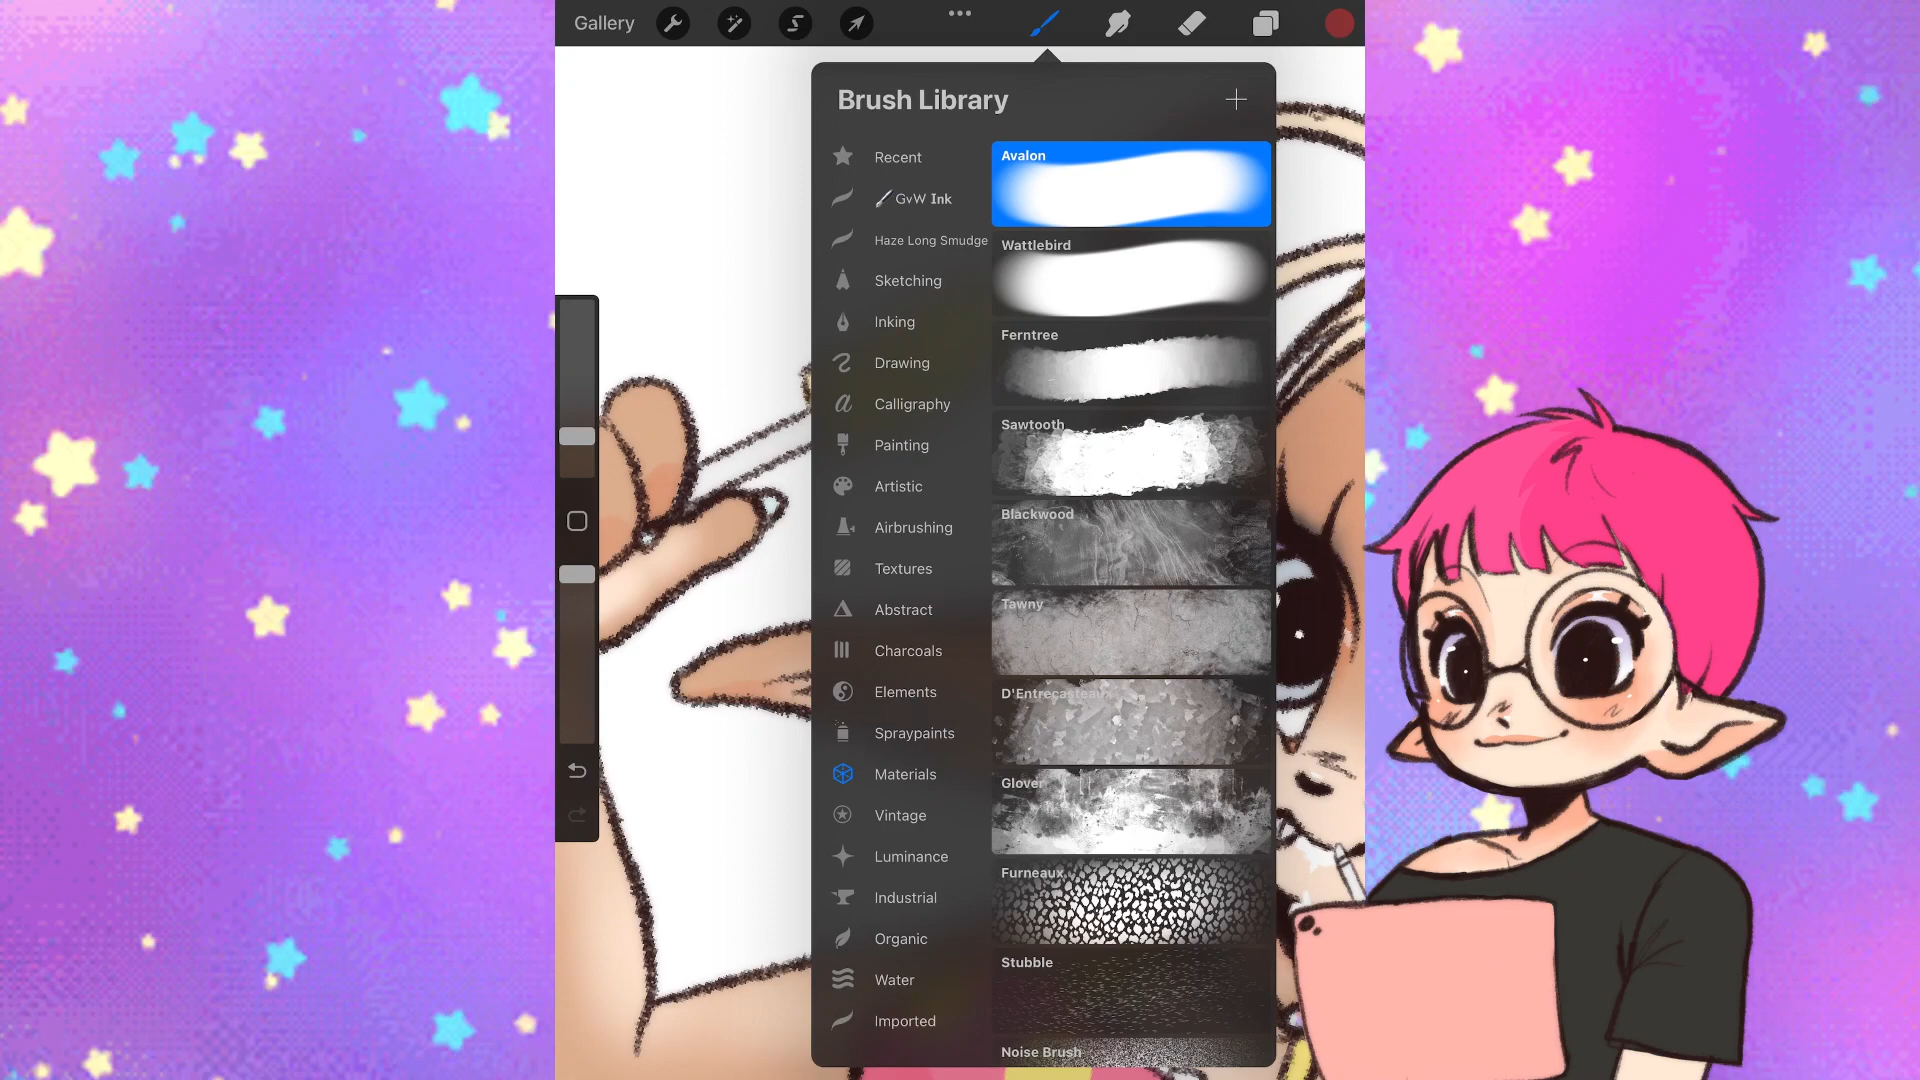 Gallery
Brush Library
Recent
GvW Ink
Haze Long Smudge
Sketching
Inking
Drawing
Calligraphy
Painting
Artistic
Airbrushing
Textures
Abstract
Charcoals
Elements
Spraypaints
Materials
Vintage
Luminance
Industrial
Organic
Water
Imported
Avalon
Wattlebird
Ferntree
Sawtooth
Blackwood
Tawny
D'Entrecasteaux
Glover
Furneaux
Stubble
Noise Brush